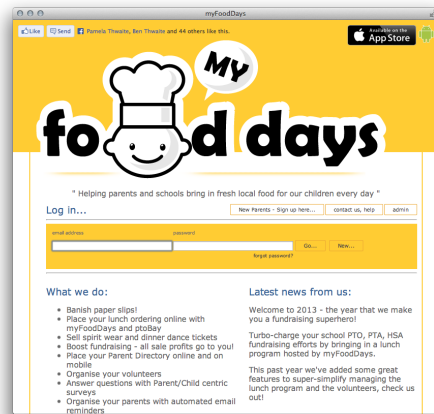 myFoodDays
Like Send Pamela Thwaite, Ben Thwaite and 44 others like this.
Available on the
App Store
MY
food days
" Helping parents and schools bring in fresh local food for our children every day "
Log in...
New Parents - Sign up here...
contact us, help
admin
email address
password
Go...
New...
forget password?
What we do:
Banish paper slips!
Place your lunch ordering online with
myFoodDays and ptoBay
Sell spirit wear and dinner dance tickets
Boost fundraising - all sale profits go to you!
Place your Parent Directory online and on
mobile
Organise your volunteers
Answer questions with Parent/Child centric
surveys
Organise your parents with automated email
reminders
Latest news from us:
Welcome to 2013 - the year that we make
you a fundraising superhero!
Turbo-charge your school PTO, PTA, HSA
fundraising efforts by bringing in a lunch
program hosted by myFoodDays.
This past year we've added some great
features to super-simplify managing the
lunch program and the volunteers, check us
out!